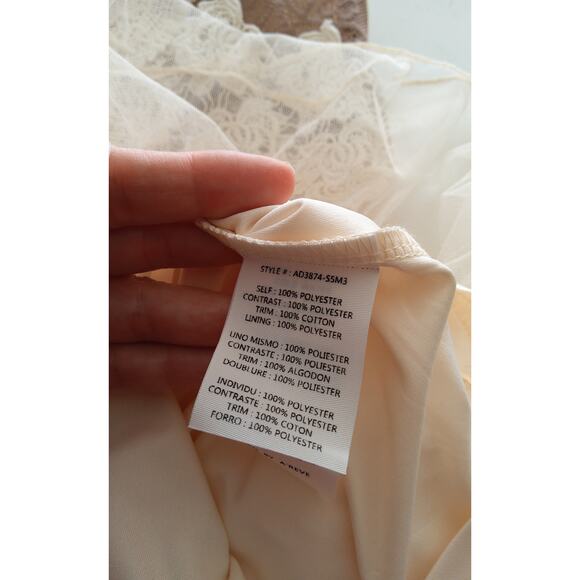 STYLE # : AD3874-S5M3
SELF : 100% POLYESTER
CONTRAST : 100% POLYESTER
TRIM : 100% COTTON
LINING : 100% POLYESTER
UNO MISMO : 100% POLIESTER
CONTRASTE : 100% POLIESTER
TRIM : 100% ALGODON
DOUBLURE : 100% POLIESTER
INDIVIDU : 100% POLYESTER
CONTRASTE : 100% POLYESTER
TRIM : 100% COTON
FORRO : 100% POLYESTER
A REVE